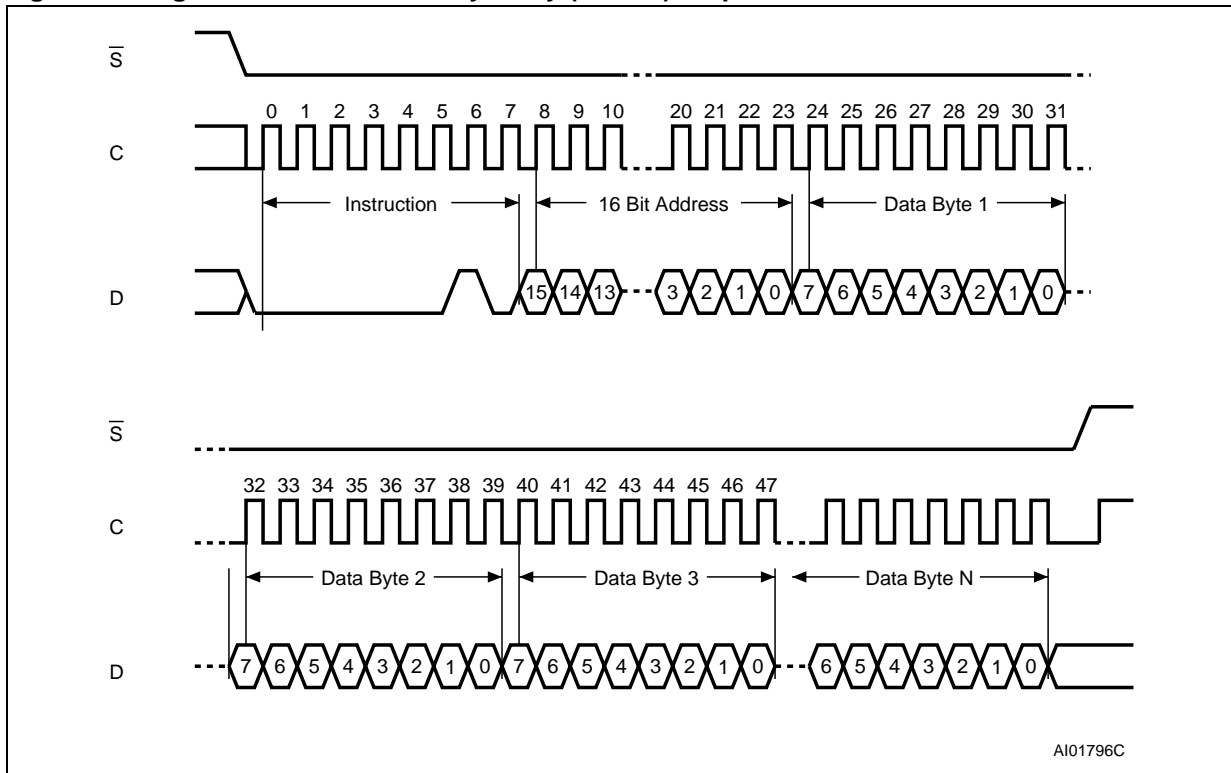 S̅
0 1 2 3 4 5 6 7 8 9 10 20 21 22 23 24 25 26 27 28 29 30 31
C
Instruction 16 Bit Address Data Byte 1
D 15 14 13 3 2 1 0 7 6 5 4 3 2 1 0
S̅
32 33 34 35 36 37 38 39 40 41 42 43 44 45 46 47
C
Data Byte 2 Data Byte 3 Data Byte N
D 7 6 5 4 3 2 1 0 7 6 5 4 3 2 1 0 6 5 4 3 2 1 0
AI01796C